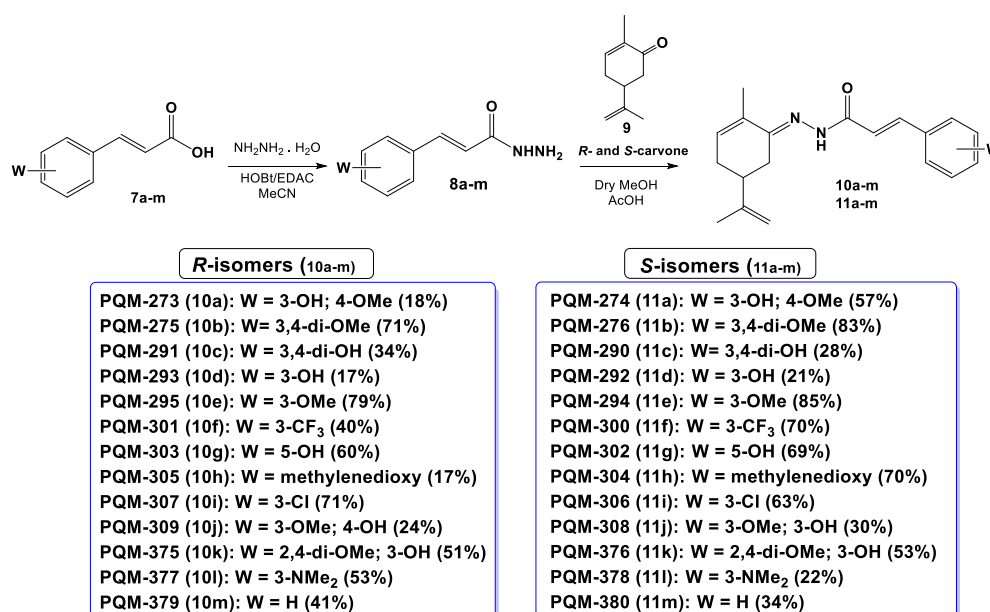 O
OH
W
7a-m
NH₂NH₂ . H₂O
HOBt/EDAC
MeCN
O
NHNH₂
W
8a-m
O
9
R- and S-carvone
Dry MeOH
AcOH
N
N
H
O
W
10a-m
11a-m
R-isomers (10a-m)
PQM-273 (10a): W = 3-OH; 4-OMe (18%)
PQM-275 (10b): W= 3,4-di-OMe (71%)
PQM-291 (10c): W = 3,4-di-OH (34%)
PQM-293 (10d): W = 3-OH (17%)
PQM-295 (10e): W = 3-OMe (79%)
PQM-301 (10f): W = 3-CF₃ (40%)
PQM-303 (10g): W = 5-OH (60%)
PQM-305 (10h): W = methylenedioxy (17%)
PQM-307 (10i): W = 3-Cl (71%)
PQM-309 (10j): W = 3-OMe; 4-OH (24%)
PQM-375 (10k): W = 2,4-di-OMe; 3-OH (51%)
PQM-377 (10l): W = 3-NMe₂ (53%)
PQM-379 (10m): W = H (41%)
S-isomers (11a-m)
PQM-274 (11a): W = 3-OH; 4-OMe (57%)
PQM-276 (11b): W = 3,4-di-OMe (83%)
PQM-290 (11c): W= 3,4-di-OH (28%)
PQM-292 (11d): W = 3-OH (21%)
PQM-294 (11e): W = 3-OMe (85%)
PQM-300 (11f): W = 3-CF₃ (70%)
PQM-302 (11g): W = 5-OH (69%)
PQM-304 (11h): W = methylenedioxy (70%)
PQM-306 (11i): W = 3-Cl (63%)
PQM-308 (11j): W = 3-OMe; 3-OH (30%)
PQM-376 (11k): W = 2,4-di-OMe; 3-OH (53%)
PQM-378 (11l): W = 3-NMe₂ (22%)
PQM-380 (11m): W = H (34%)